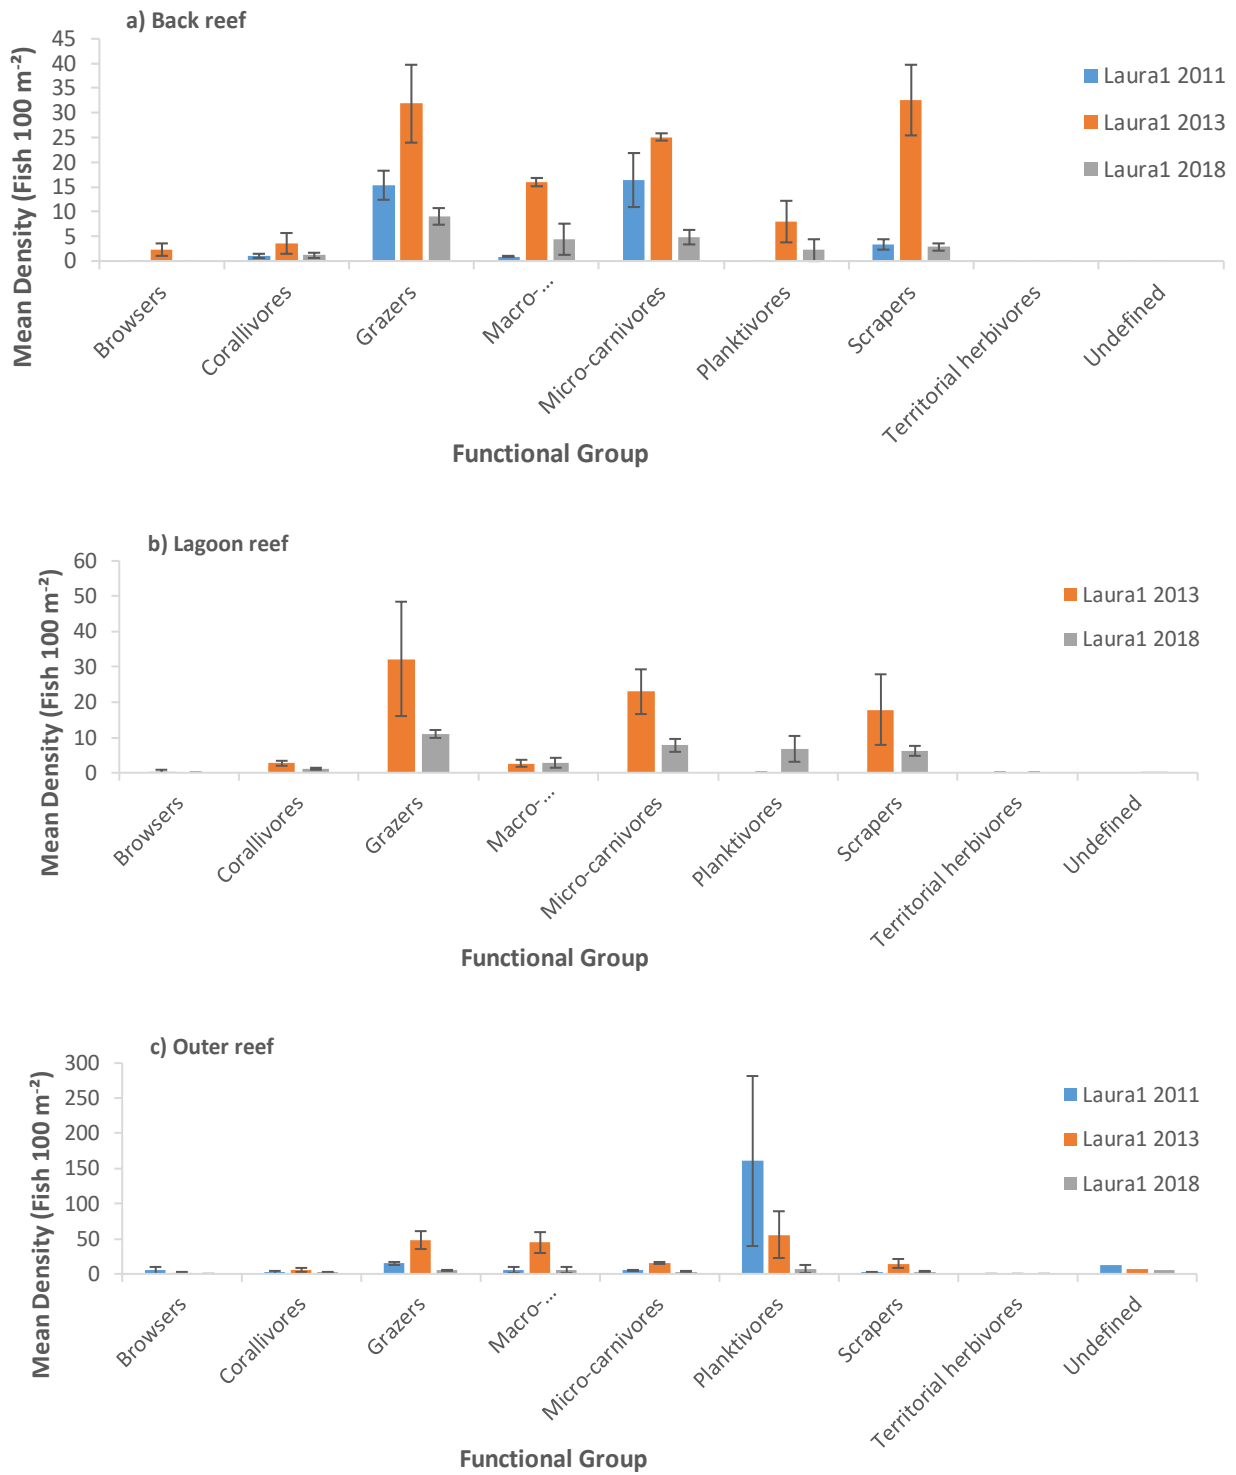 a) Back reef
Mean Density (Fish 100 m⁻²)
45
40
35
30
25
20
15
10
5
0
Laura1 2011
Laura1 2013
Laura1 2018
Browsers
Corallivores
Grazers
Macro-...
Micro-carnivores
Planktivores
Scrapers
Territorial herbivores
Undefined
Functional Group
b) Lagoon reef
Mean Density (Fish 100 m⁻²)
60
50
40
30
20
10
0
Laura1 2013
Laura1 2018
Browsers
Corallivores
Grazers
Macro-...
Micro-carnivores
Planktivores
Scrapers
Territorial herbivores
Undefined
Functional Group
c) Outer reef
Mean Density (Fish 100 m⁻²)
300
250
200
150
100
50
0
Laura1 2011
Laura1 2013
Laura1 2018
Browsers
Corallivores
Grazers
Macro-...
Micro-carnivores
Planktivores
Scrapers
Territorial herbivores
Undefined
Functional Group